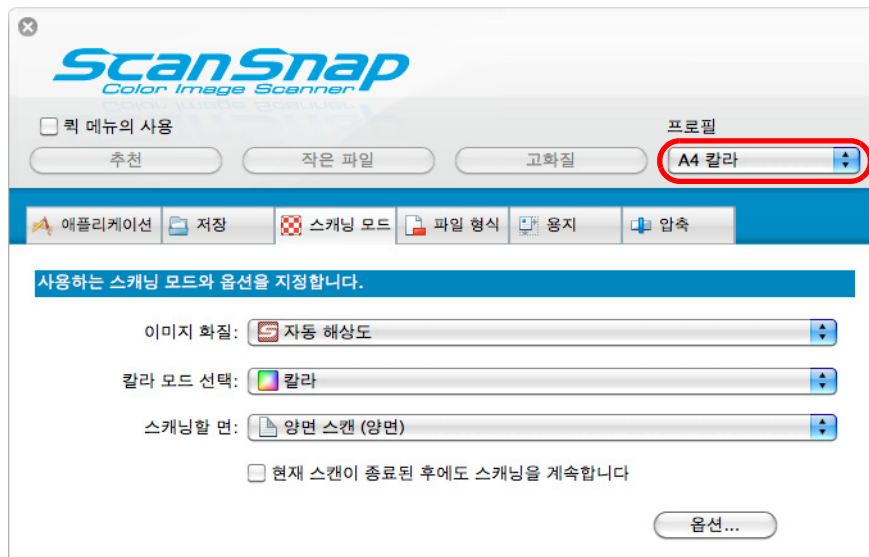 ScanSnap
Color Image Scanner
퀵 메뉴의 사용
프로필
추천 작은 파일 고화질 A4 칼라
애플리케이션 저장 스캐닝 모드 파일 형식 용지 압축
사용하는 스캐닝 모드와 옵션을 지정합니다.
이미지 화질: 자동 해상도
칼라 모드 선택: 칼라
스캐닝할 면: 양면 스캔 (양면)
현재 스캔이 종료된 후에도 스캐닝을 계속합니다
옵션...